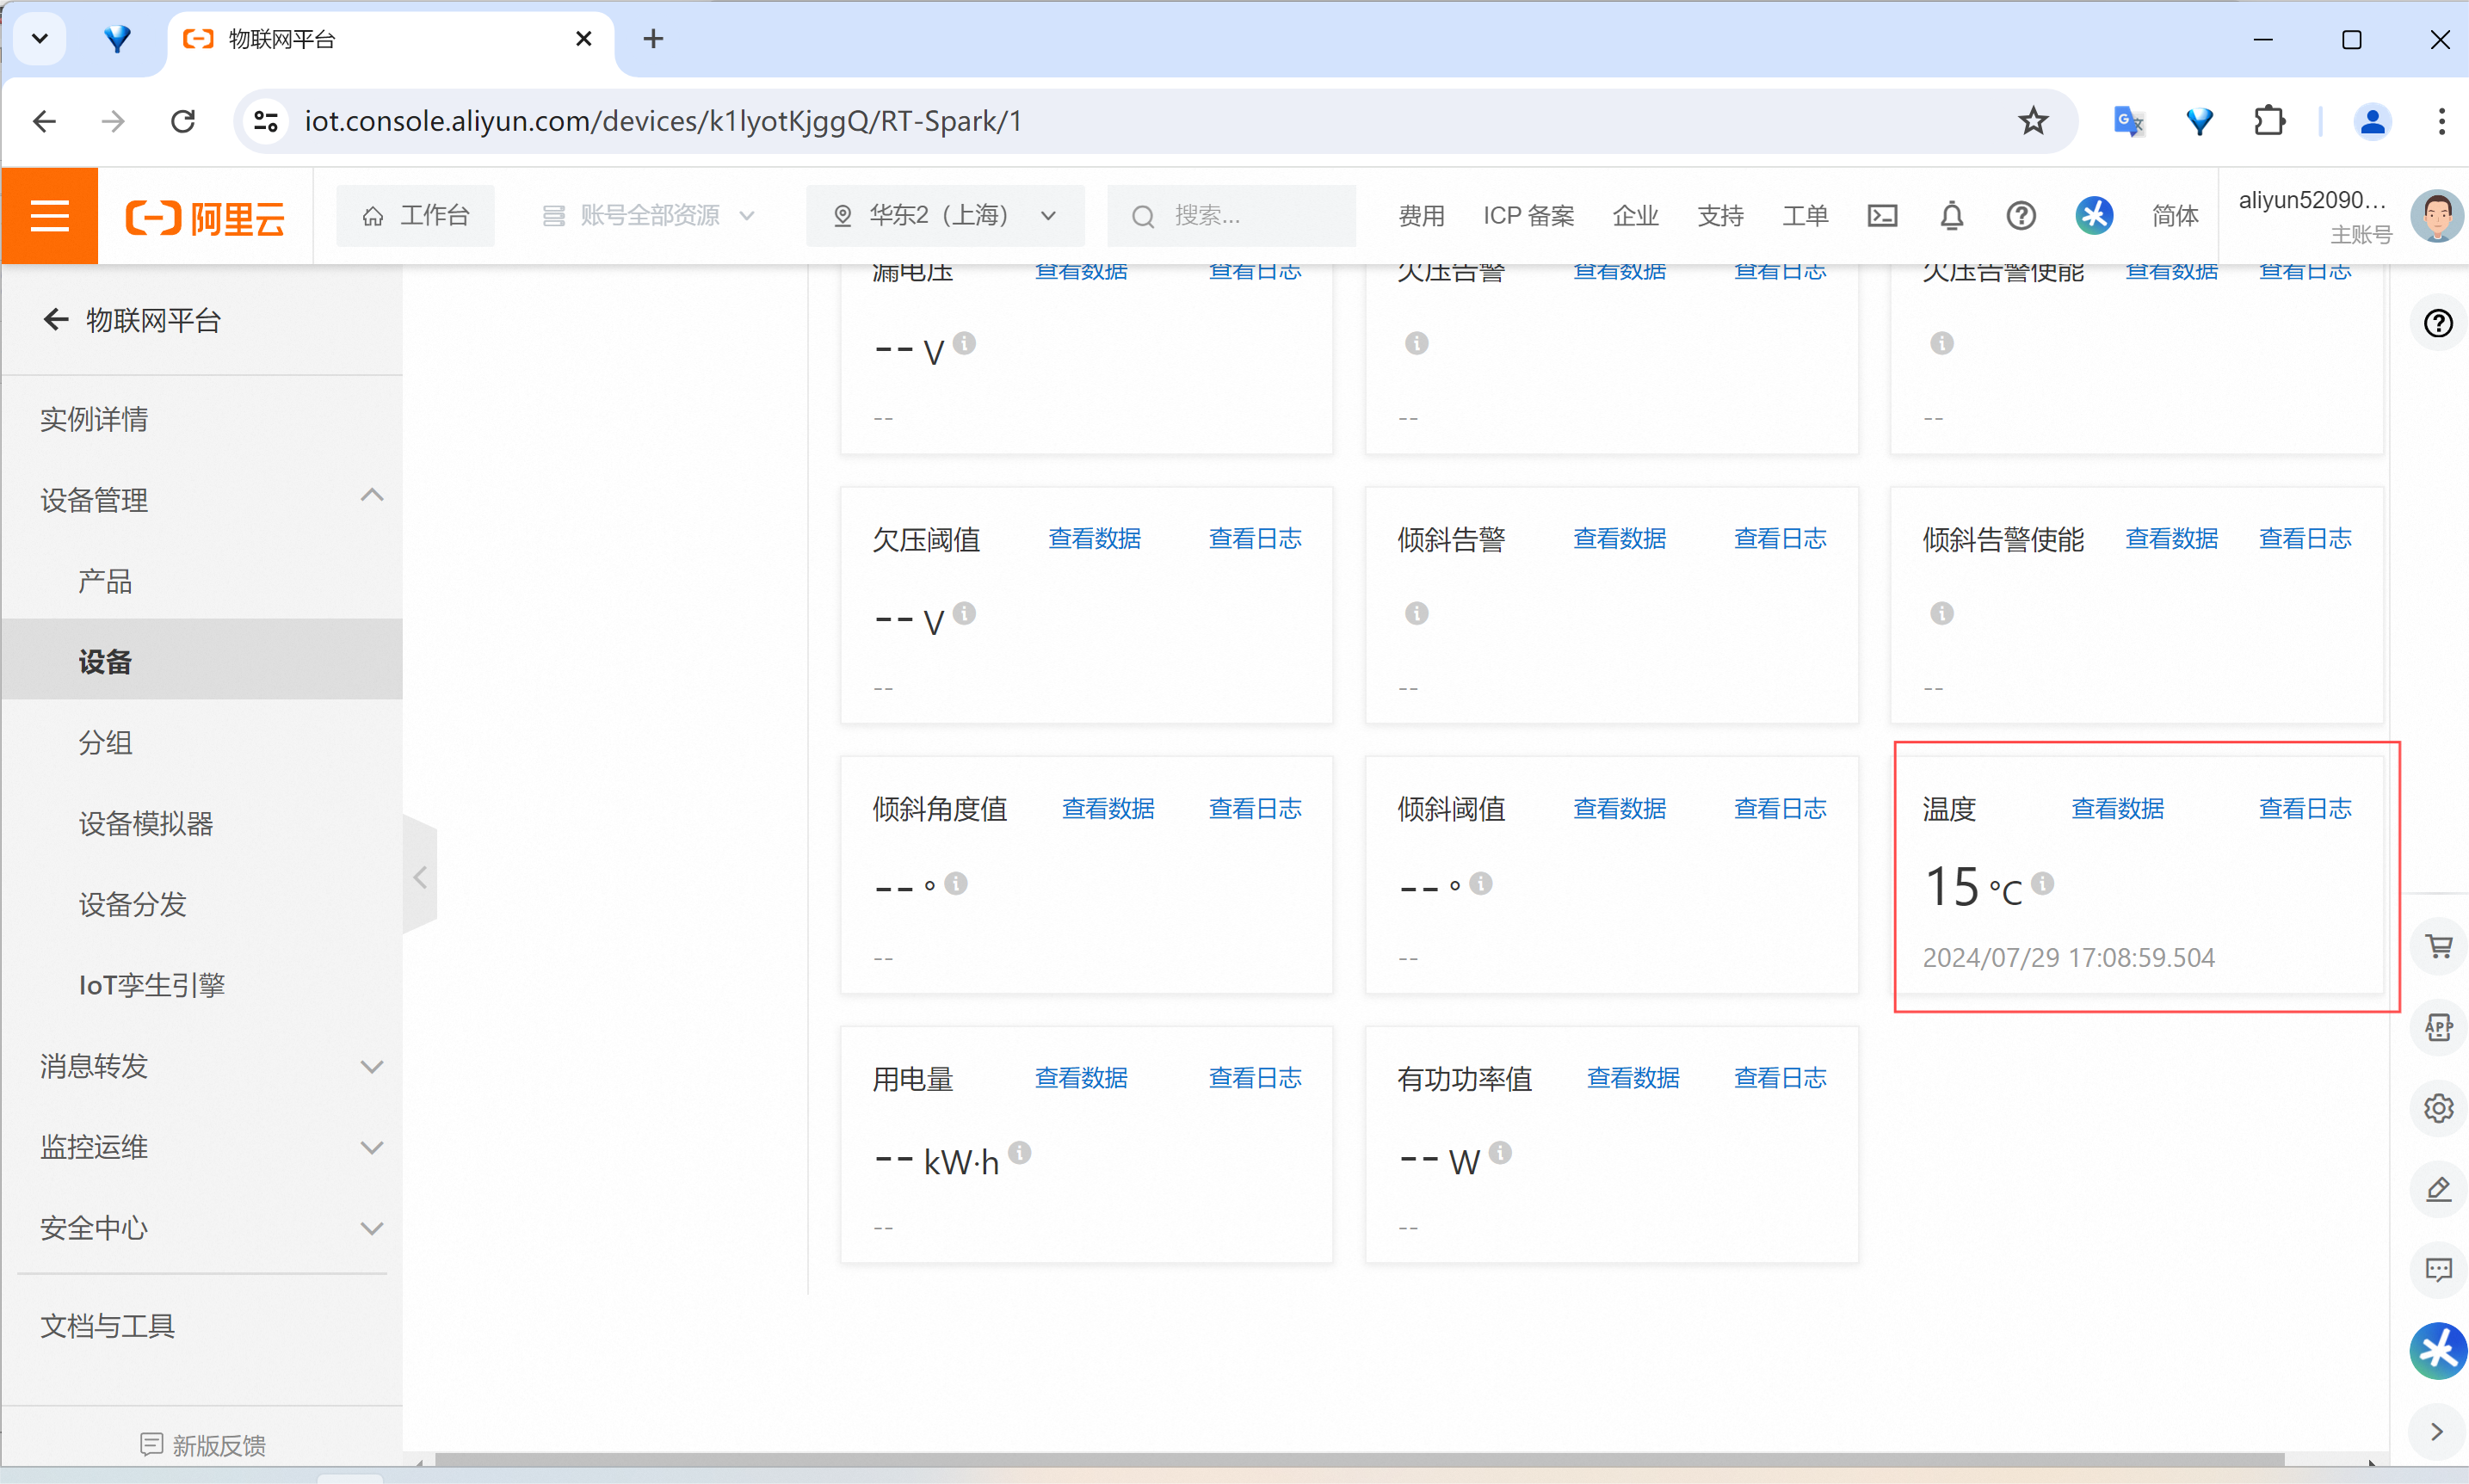 物联网平台
iot.console.aliyun.com/devices/k1lyotKjggQ/RT-Spark/1
阿里云
工作台
账号全部资源
华东2（上海）
搜索...
费用
ICP 备案
企业
支持
工单
简体
aliyun52090...
主账号
物联网平台
实例详情
设备管理
产品
设备
分组
设备模拟器
设备分发
IoT孪生引擎
消息转发
监控运维
安全中心
文档与工具
新版反馈
漏电压 查看数据 查看日志
-- V
--
欠压告警 查看数据 查看日志
--
欠压告警使能 查看数据 查看日志
--
欠压阈值 查看数据 查看日志
-- V
--
倾斜告警 查看数据 查看日志
--
倾斜告警使能 查看数据 查看日志
--
倾斜角度值 查看数据 查看日志
-- °
--
倾斜阈值 查看数据 查看日志
-- °
--
温度 查看数据 查看日志
15 °C
2024/07/29 17:08:59.504
用电量 查看数据 查看日志
-- kW·h
--
有功功率值 查看数据 查看日志
-- W
--
APP